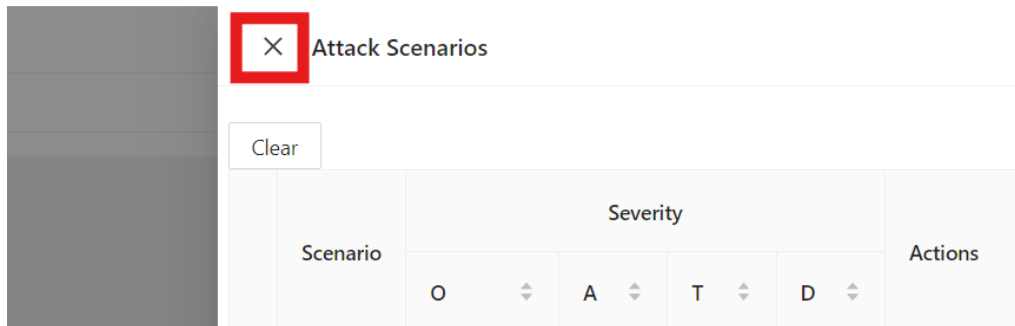 Attack Scenarios
Clear
Severity
Scenario
Actions
O A T D